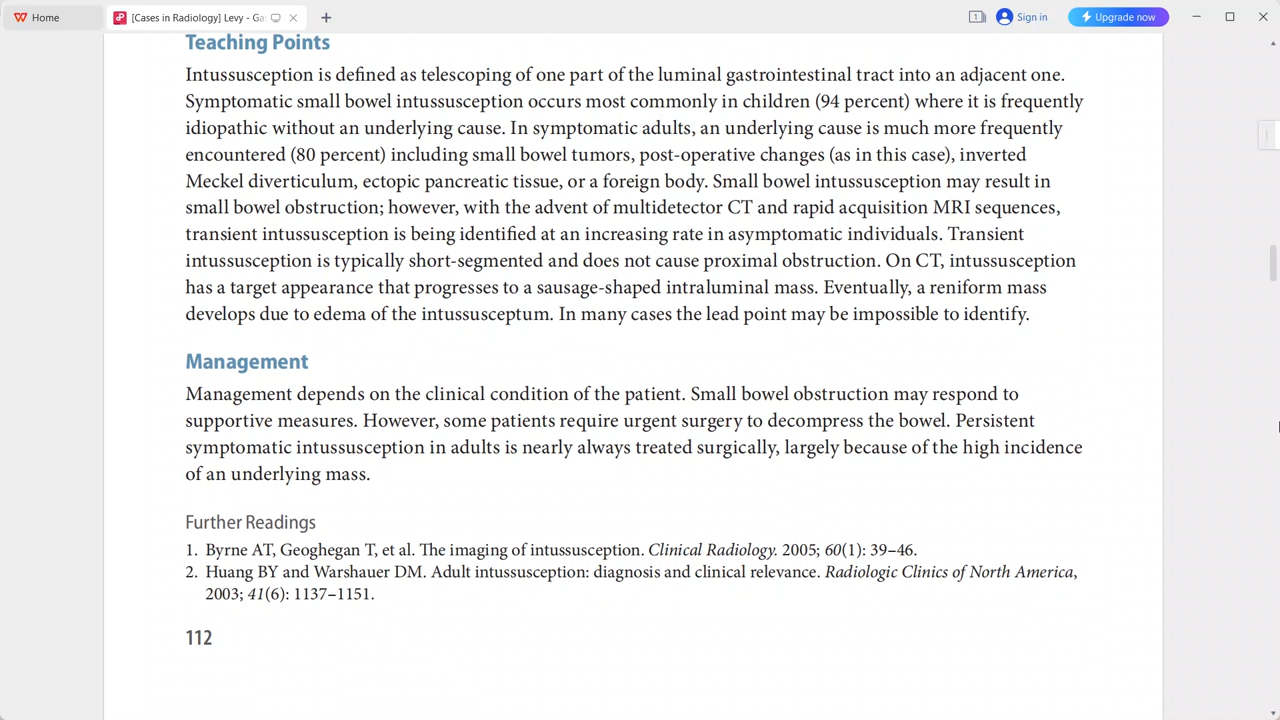 Home
[Cases in Radiology] Levy - Ga
1
Sign in
Upgrade now
Teaching Points
Intussusception is defined as telescoping of one part of the luminal gastrointestinal tract into an adjacent one.
Symptomatic small bowel intussusception occurs most commonly in children (94 percent) where it is frequently
idiopathic without an underlying cause. In symptomatic adults, an underlying cause is much more frequently
encountered (80 percent) including small bowel tumors, post-operative changes (as in this case), inverted
Meckel diverticulum, ectopic pancreatic tissue, or a foreign body. Small bowel intussusception may result in
small bowel obstruction; however, with the advent of multidetector CT and rapid acquisition MRI sequences,
transient intussusception is being identified at an increasing rate in asymptomatic individuals. Transient
intussusception is typically short-segmented and does not cause proximal obstruction. On CT, intussusception
has a target appearance that progresses to a sausage-shaped intraluminal mass. Eventually, a reniform mass
develops due to edema of the intussusceptum. In many cases the lead point may be impossible to identify.
Management
Management depends on the clinical condition of the patient. Small bowel obstruction may respond to
supportive measures. However, some patients require urgent surgery to decompress the bowel. Persistent
symptomatic intussusception in adults is nearly always treated surgically, largely because of the high incidence
of an underlying mass.
Further Readings
1. Byrne AT, Geoghegan T, et al. The imaging of intussusception. Clinical Radiology. 2005; 60(1): 39–46.
2. Huang BY and Warshauer DM. Adult intussusception: diagnosis and clinical relevance. Radiologic Clinics of North America,
2003; 41(6): 1137–1151.
112